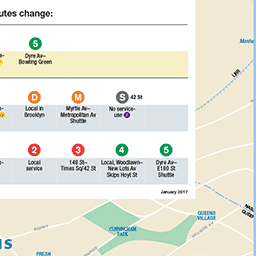 utes change:
5
Dyre Av–
Bowling Green
D
M
S 42 St
Local in
Brooklyn
Myrtle Av–
Metropolitan Av
Shuttle
No service–
use 7
2
3
4
5
Local
service
148 St–
Times Sq/42 St
Local, Woodlawn–
New Lots Av
Skips Hoyt St
Dyre Av–
E180 St
Shuttle
January 2017
LIRR
CUNNINGHAM
PARK
QUEENS
VILLAGE
FRESH